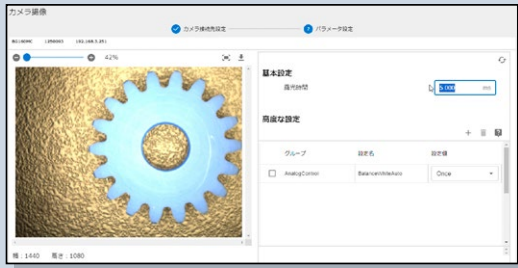 カメラ撮像
カメラ接続先設定
パラメータ設定
42%
基本設定
露光時間
5.000
ms
高度な設定
グループ
設定名
設定値
AnalogControl
BalanceWhiteAuto
Once
幅：1440 高さ：1080